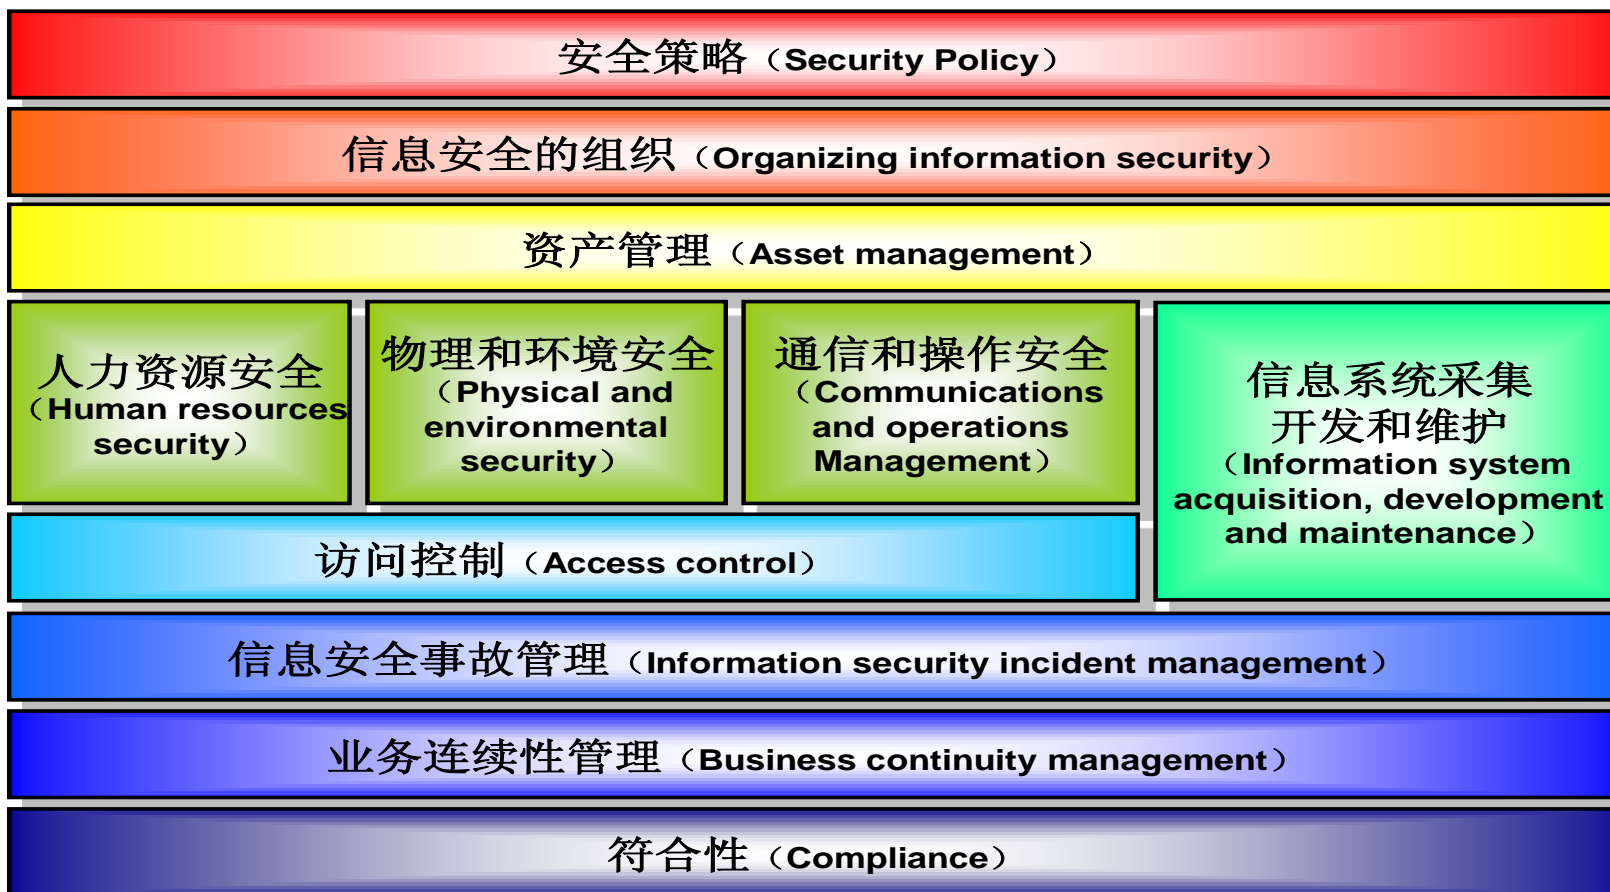 安全策略（Security Policy）
信息安全的组织（Organizing information security）
资产管理（Asset management）
人力资源安全
（Human resources
security）
物理和环境安全
（Physical and
environmental
security）
通信和操作安全
（Communications
and operations
Management）
信息系统采集
开发和维护
（Information system
acquisition, development
and maintenance）
访问控制（Access control）
信息安全事故管理（Information security incident management）
业务连续性管理（Business continuity management）
符合性（Compliance）